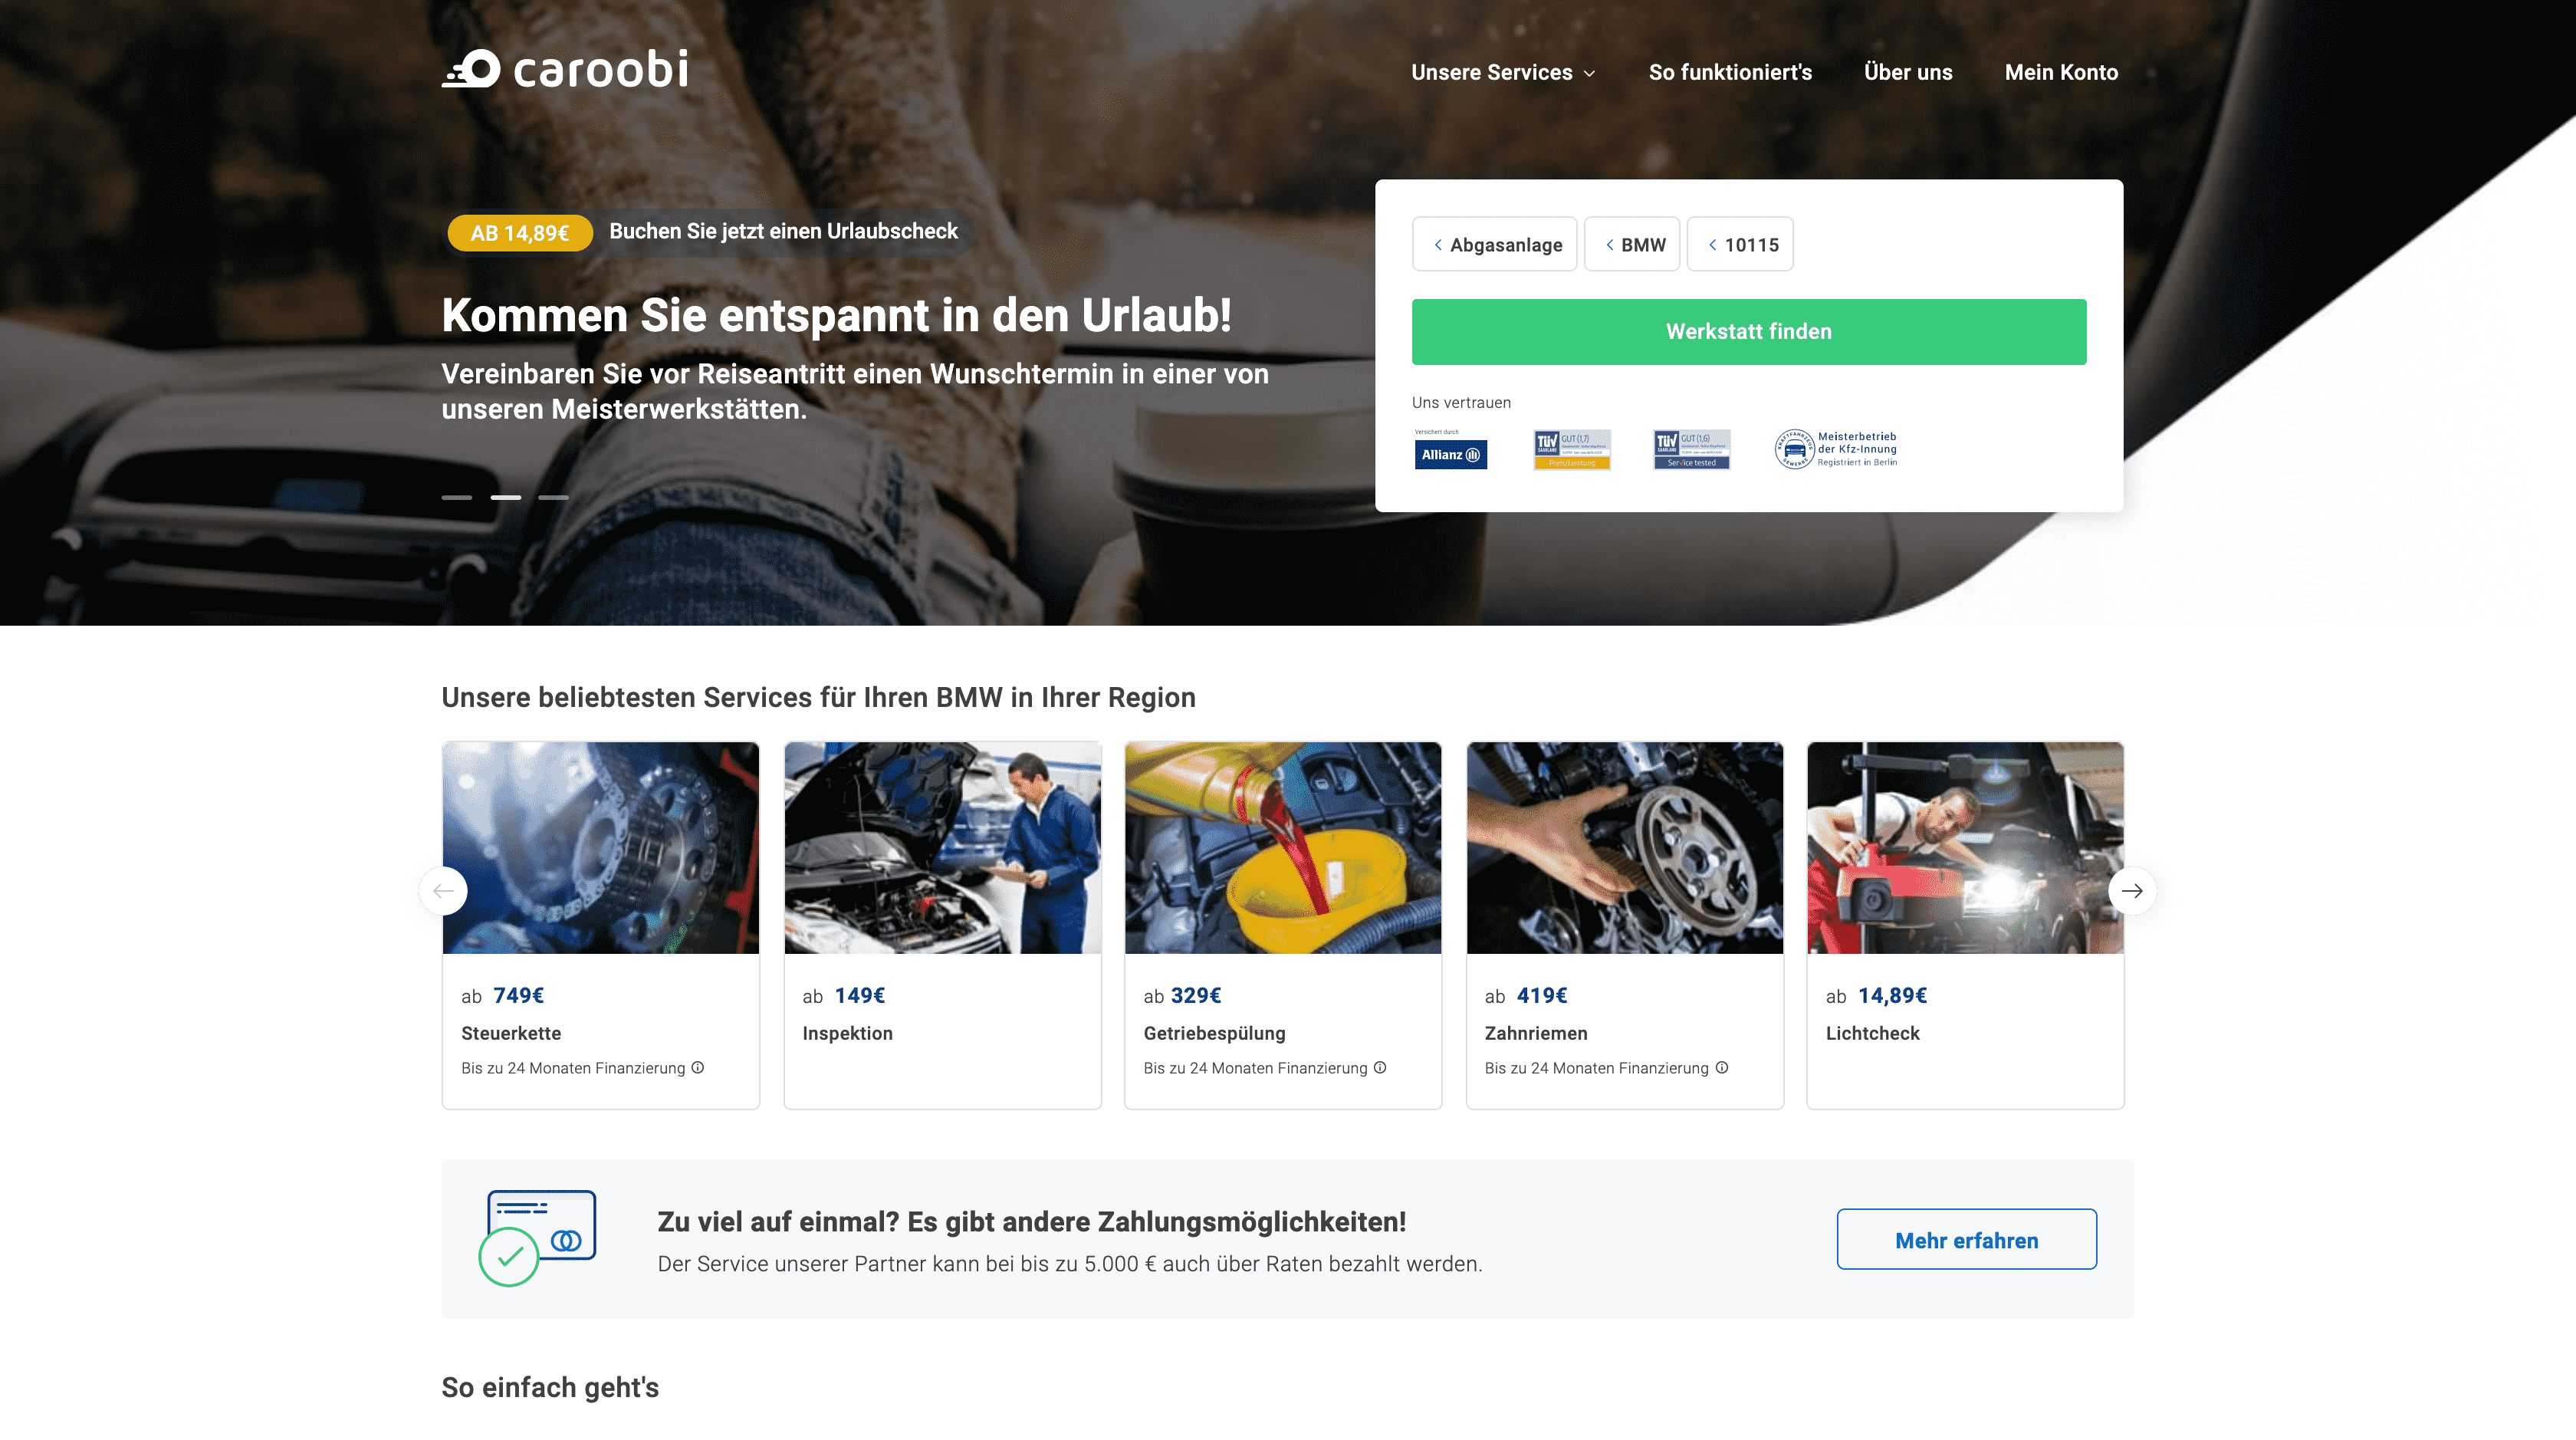 caroobi
Unsere Services
So funktioniert's
Über uns
Mein Konto
AB 14,89€ Buchen Sie jetzt einen Urlaubscheck
Kommen Sie entspannt in den Urlaub!
Vereinbaren Sie vor Reiseantritt einen Wunschtermin in einer von
unseren Meisterwerkstätten.
Abgasanlage
BMW
10115
Werkstatt finden
Uns vertrauen
Versichert durch
Allianz
TÜV SAARLAND
GUT (1,7)
Preis/Leistung
TÜV SAARLAND
GUT (1,6)
Service tested
KRAFTFAHRZEUG GEWERBE
Meisterbetrieb
der Kfz-Innung
Registriert in Berlin
Unsere beliebtesten Services für Ihren BMW in Ihrer Region
ab 749€
Steuerkette
Bis zu 24 Monaten Finanzierung
ab 149€
Inspektion
ab 329€
Getriebespülung
Bis zu 24 Monaten Finanzierung
ab 419€
Zahnriemen
Bis zu 24 Monaten Finanzierung
ab 14,89€
Lichtcheck
Zu viel auf einmal? Es gibt andere Zahlungsmöglichkeiten!
Der Service unserer Partner kann bei bis zu 5.000 € auch über Raten bezahlt werden.
Mehr erfahren
So einfach geht's